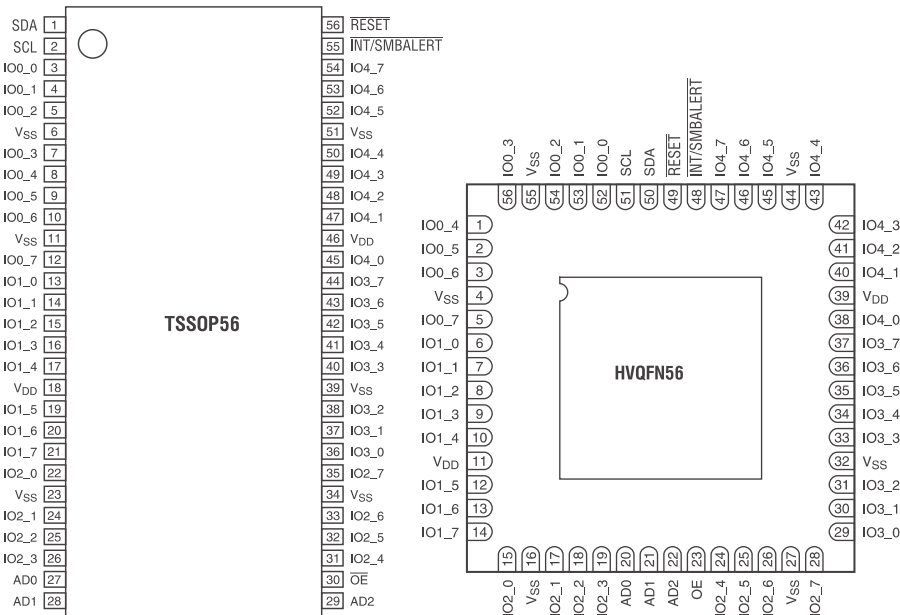 SDA 1
SCL 2
IO0_0 3
IO0_1 4
IO0_2 5
VSS 6
IO0_3 7
IO0_4 8
IO0_5 9
IO0_6 10
VSS 11
IO0_7 12
IO1_0 13
IO1_1 14
IO1_2 15
IO1_3 16
IO1_4 17
VDD 18
IO1_5 19
IO1_6 20
IO1_7 21
IO2_0 22
VSS 23
IO2_1 24
IO2_2 25
IO2_3 26
AD0 27
AD1 28
TSSOP56
56 RESET
55 INT/SMBALERT
54 IO4_7
53 IO4_6
52 IO4_5
51 VSS
50 IO4_4
49 IO4_3
48 IO4_2
47 IO4_1
46 VDD
45 IO4_0
44 IO3_7
43 IO3_6
42 IO3_5
41 IO3_4
40 IO3_3
39 VSS
38 IO3_2
37 IO3_1
36 IO3_0
35 IO2_7
34 VSS
33 IO2_6
32 IO2_5
31 IO2_4
30 OE
29 AD2
IO0_3 56
VSS 55
IO0_2 54
IO0_1 53
IO0_0 52
SCL 51
SDA 50
RESET 49
INT/SMBALERT 48
IO4_7 47
IO4_6 46
IO4_5 45
VSS 44
IO4_4 43
IO0_4 1
IO0_5 2
IO0_6 3
VSS 4
IO0_7 5
IO1_0 6
IO1_1 7
IO1_2 8
IO1_3 9
IO1_4 10
VDD 11
IO1_5 12
IO1_6 13
IO1_7 14
HVQFN56
42 IO4_3
41 IO4_2
40 IO4_1
39 VDD
38 IO4_0
37 IO3_7
36 IO3_6
35 IO3_5
34 IO3_4
33 IO3_3
32 VSS
31 IO3_2
30 IO3_1
29 IO3_0
15 IO2_0
16 VSS
17 IO2_1
18 IO2_2
19 IO2_3
20 AD0
21 AD1
22 AD2
23 OE
24 IO2_4
25 IO2_5
26 IO2_6
27 VSS
28 IO2_7